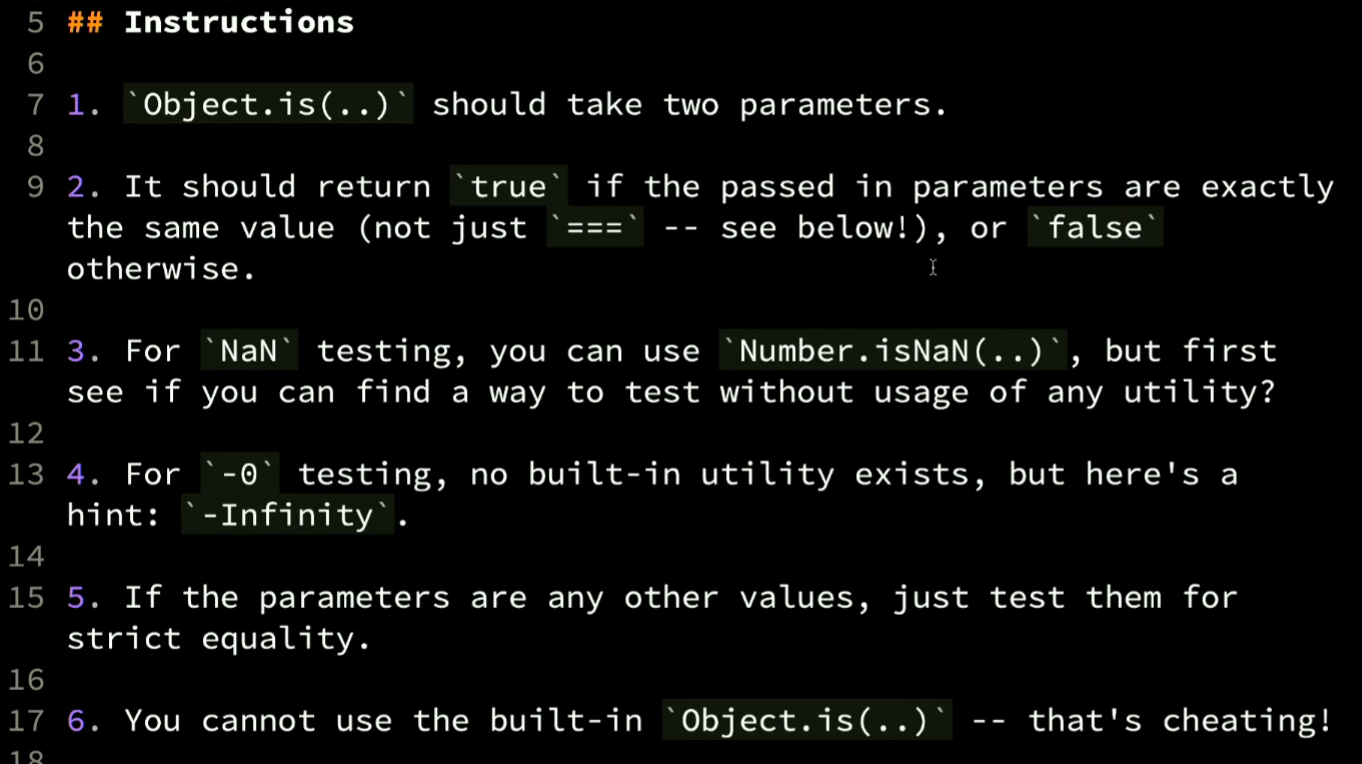 5 ## Instructions
6
7 1. `Object.is(..)` should take two parameters.
8
9 2. It should return `true` if the passed in parameters are exactly
the same value (not just `===` -- see below!), or `false`
otherwise.
10
11 3. For `NaN` testing, you can use `Number.isNaN(..)`, but first
see if you can find a way to test without usage of any utility?
12
13 4. For `-0` testing, no built-in utility exists, but here's a
hint: `-Infinity`.
14
15 5. If the parameters are any other values, just test them for
strict equality.
16
17 6. You cannot use the built-in `Object.is(..)` -- that's cheating!
18